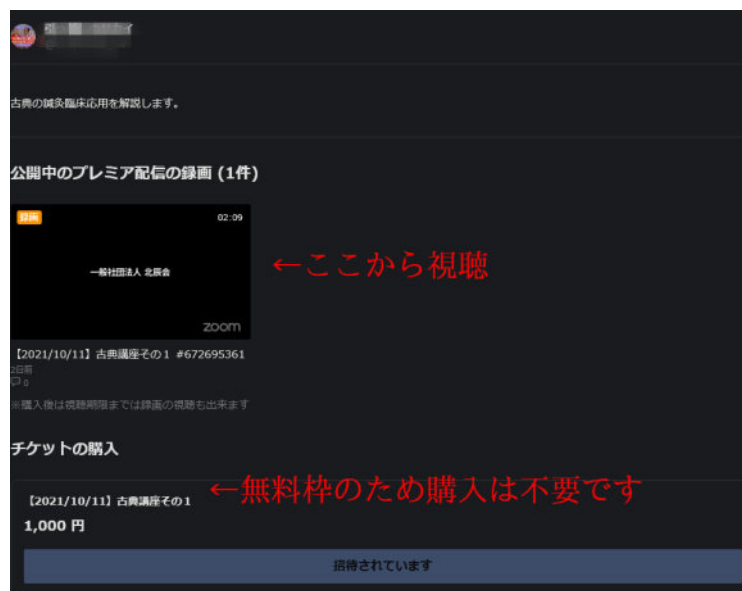 古典の鍼灸臨床応用を解説します。
公開中のプレミア配信の録画 (1件)
録画
02:09
一般社団法人 北辰会
zoom
←ここから視聴
【2021/10/11】古典講座その1 #672695361
2日前
0
※購入後は視聴期限までは録画の視聴も出来ます
チケットの購入
←無料枠のため購入は不要です
【2021/10/11】古典講座その1
1,000 円
招待されています